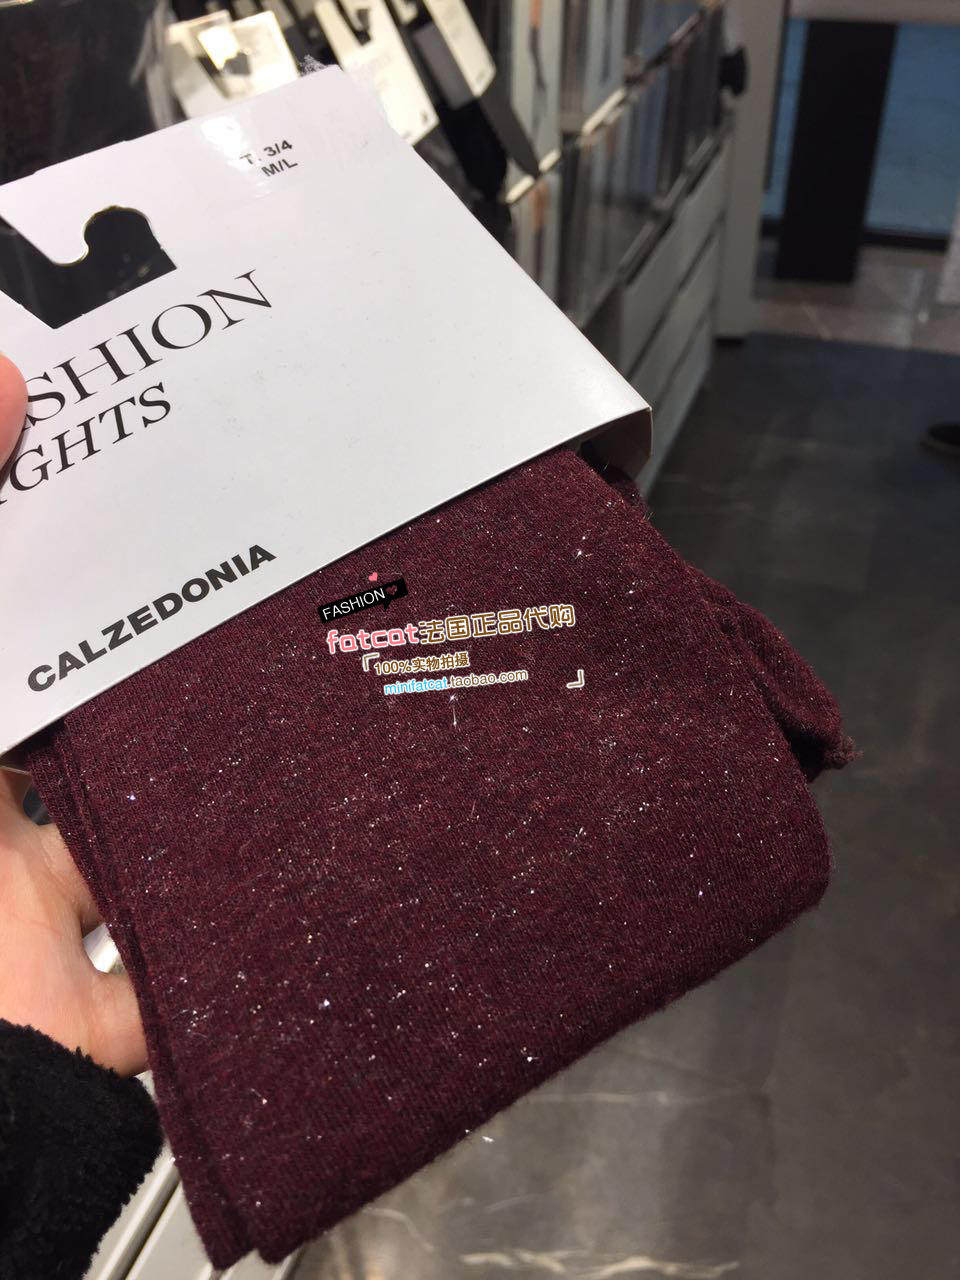 T. 3/4
M/L
SHION
GHTS
CALZEDONIA
FASHION
fatcat法国正品代购
「100%实物拍摄
minifatcat.taobao.com 」